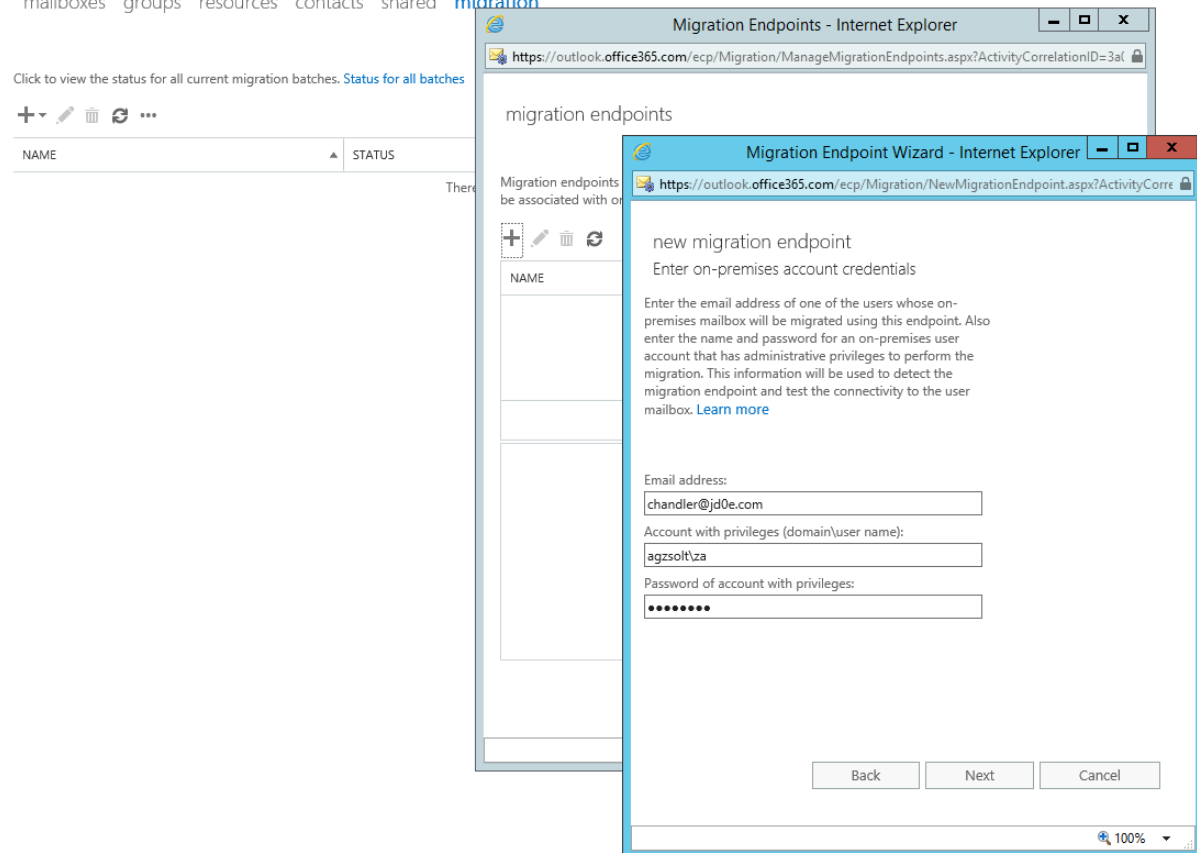 mailboxes groups resources contacts shared migration
Click to view the status for all current migration batches. Status for all batches
NAME STATUS
There
Migration Endpoints - Internet Explorer
https://outlook.office365.com/ecp/Migration/ManageMigrationEndpoints.aspx?ActivityCorrelationID=3a(
migration endpoints
Migration endpoints
be associated with or
NAME
Migration Endpoint Wizard - Internet Explorer
https://outlook.office365.com/ecp/Migration/NewMigrationEndpoint.aspx?ActivityCorre
new migration endpoint
Enter on-premises account credentials
Enter the email address of one of the users whose on-
premises mailbox will be migrated using this endpoint. Also
enter the name and password for an on-premises user
account that has administrative privileges to perform the
migration. This information will be used to detect the
migration endpoint and test the connectivity to the user
mailbox. Learn more
Email address:
chandler@jd0e.com
Account with privileges (domain\user name):
agzsolt\za
Password of account with privileges:
••••••••
Back Next Cancel
100%